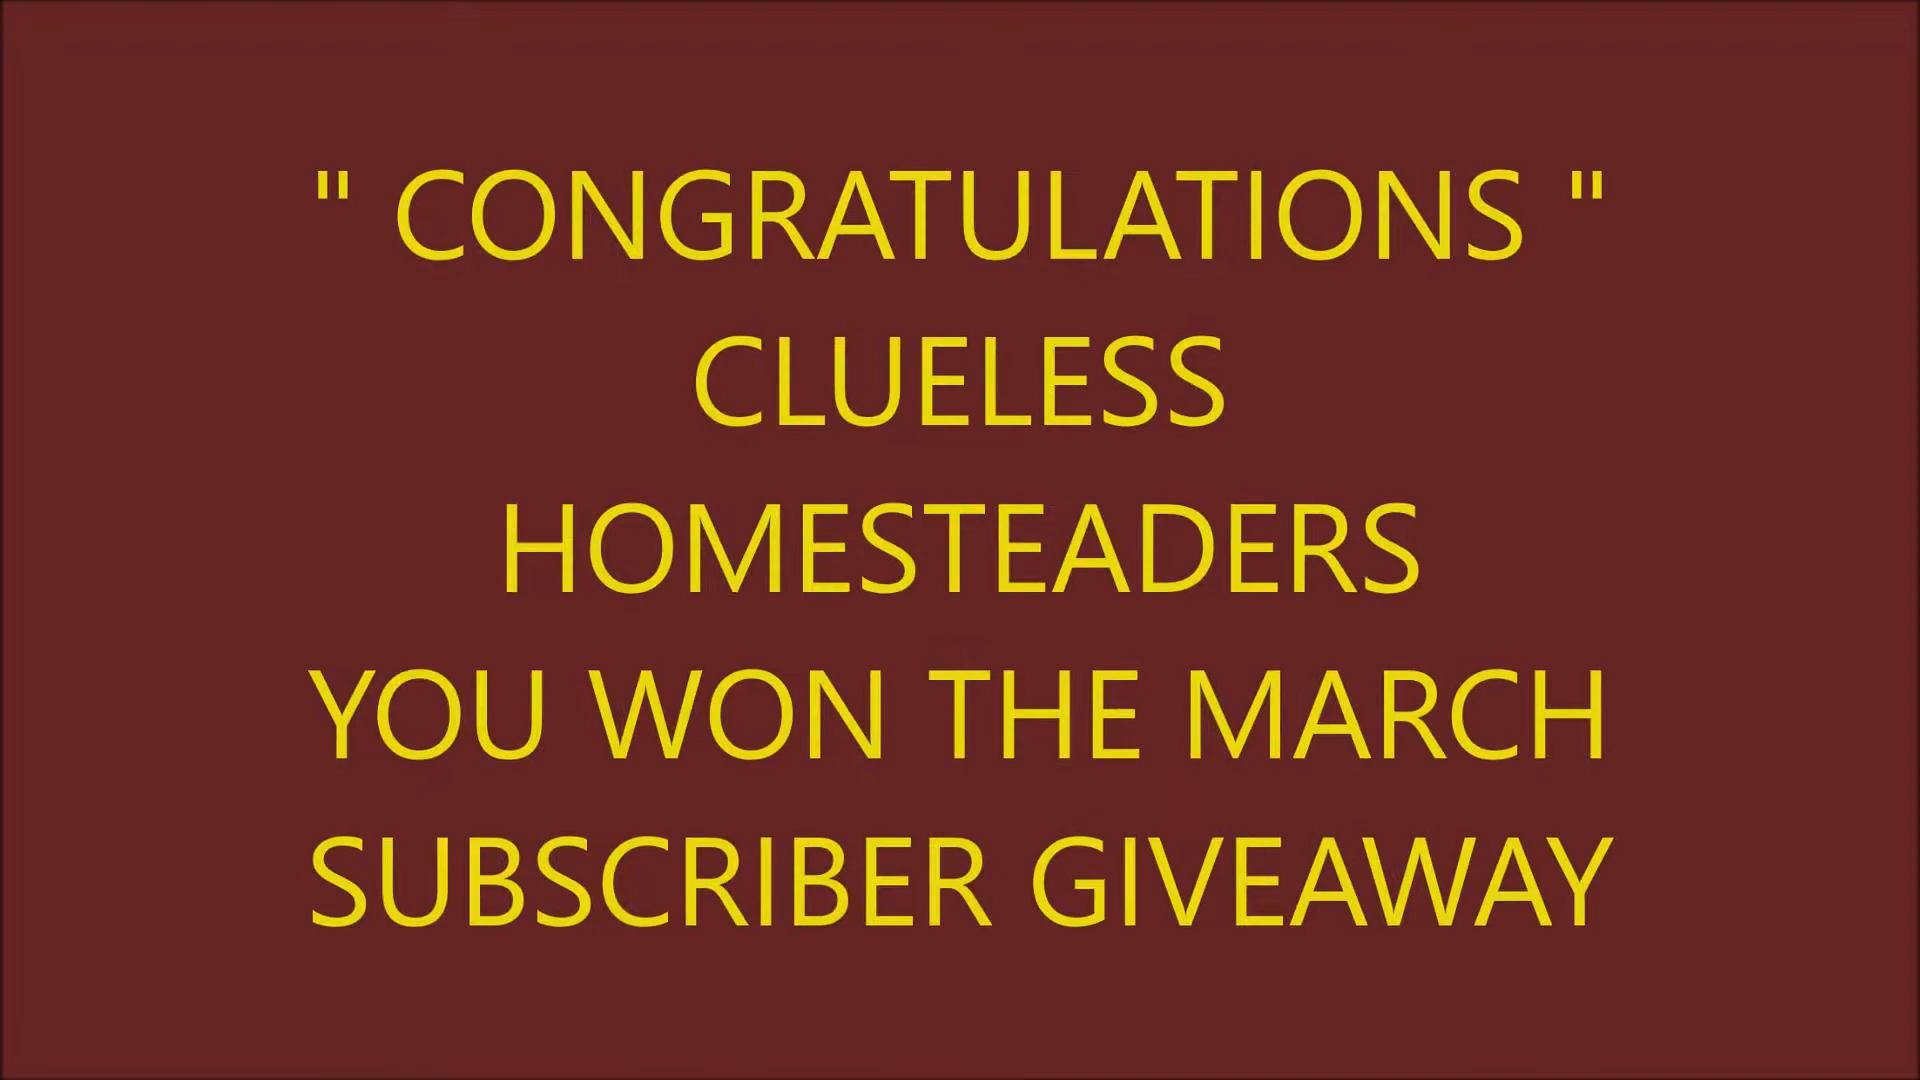 " CONGRATULATIONS "
CLUELESS
HOMESTEADERS
YOU WON THE MARCH
SUBSCRIBER GIVEAWAY